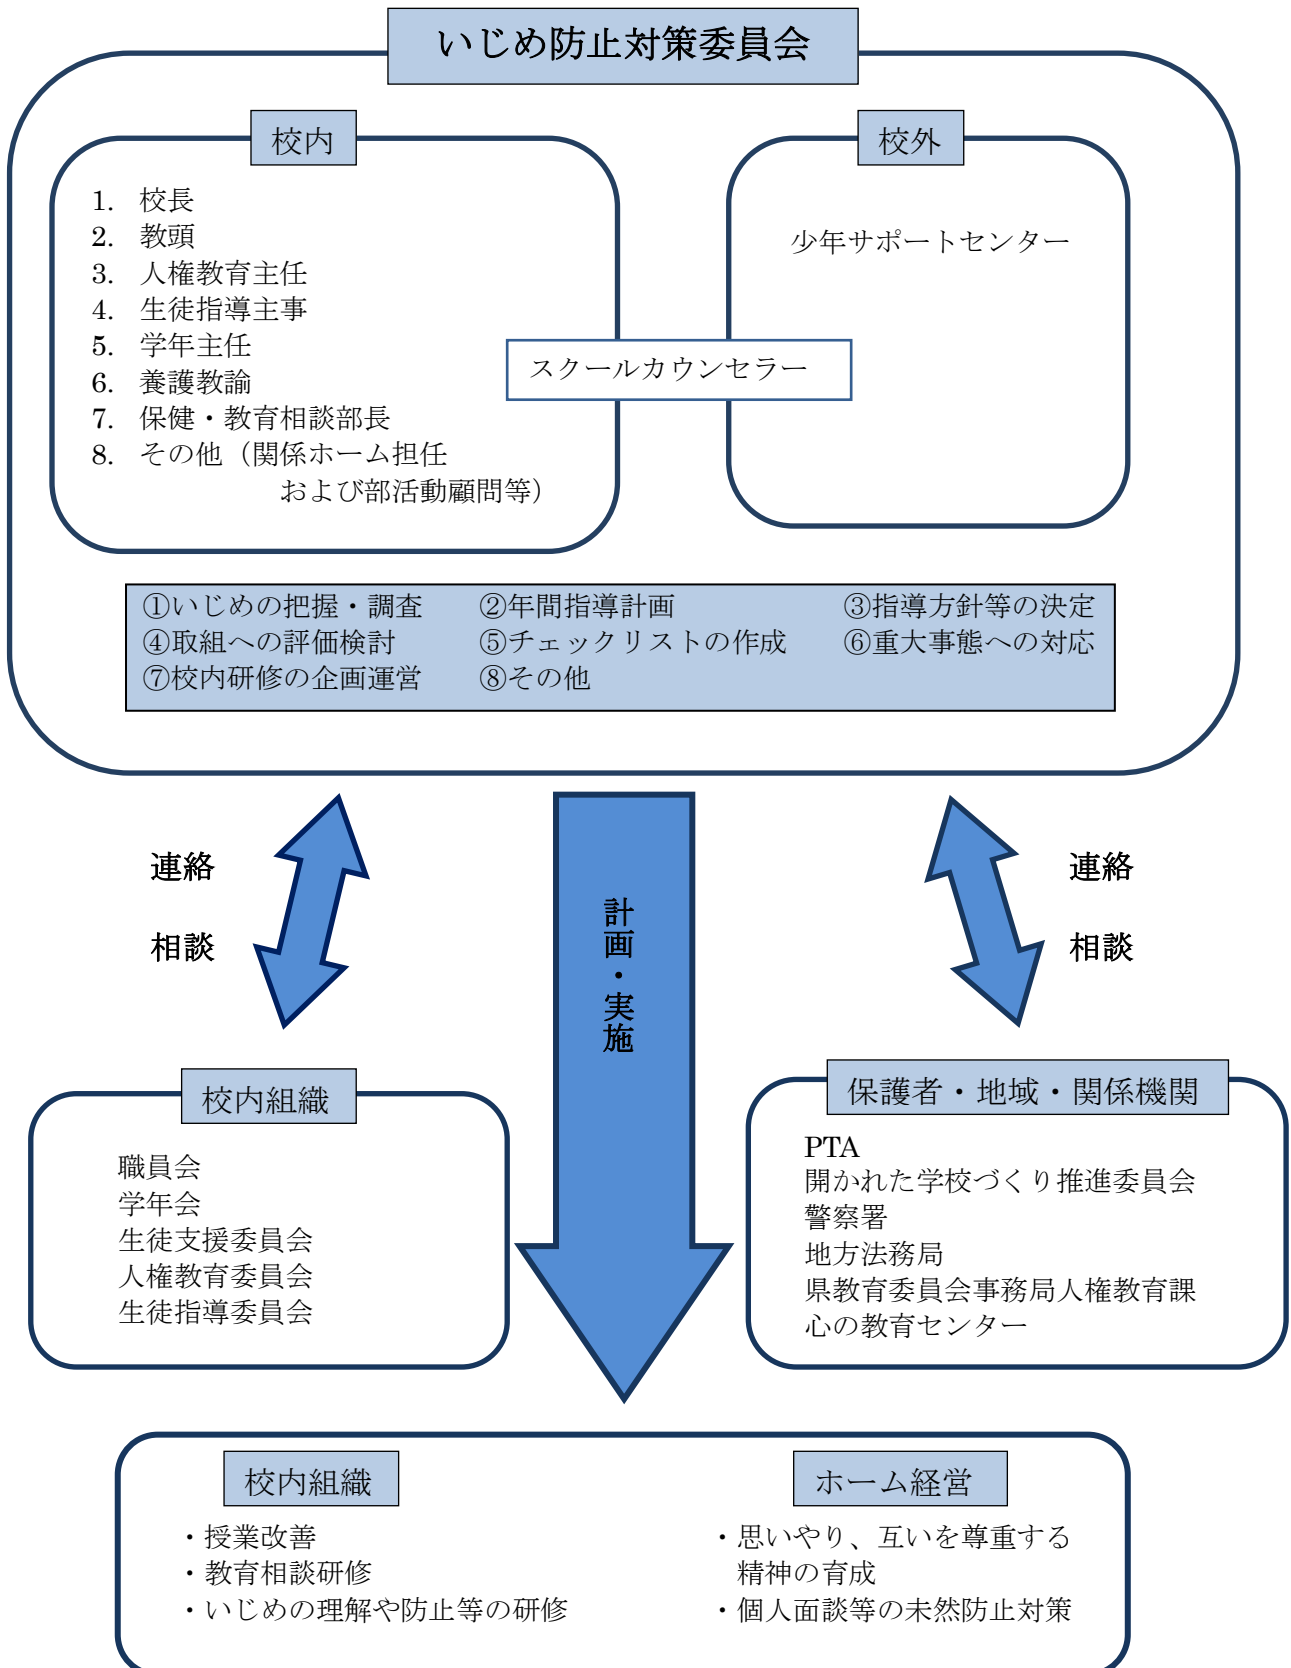 いじめ防止対策委員会
校内
1. 校長
2. 教頭
3. 人権教育主任
4. 生徒指導主事
5. 学年主任
6. 養護教諭
7. 保健・教育相談部長
8. その他（関係ホーム担任
および部活動顧問等）
校外
少年サポートセンター
スクールカウンセラー
①いじめの把握・調査 ②年間指導計画 ③指導方針等の決定
④取組への評価検討 ⑤チェックリストの作成 ⑥重大事態への対応
⑦校内研修の企画運営 ⑧その他
連絡
相談
計画・実施
連絡
相談
校内組織
職員会
学年会
生徒支援委員会
人権教育委員会
生徒指導委員会
保護者・地域・関係機関
PTA
開かれた学校づくり推進委員会
警察署
地方法務局
県教育委員会事務局人権教育課
心の教育センター
校内組織
・授業改善
・教育相談研修
・いじめの理解や防止等の研修
ホーム経営
・思いやり、互いを尊重する
精神の育成
・個人面談等の未然防止対策